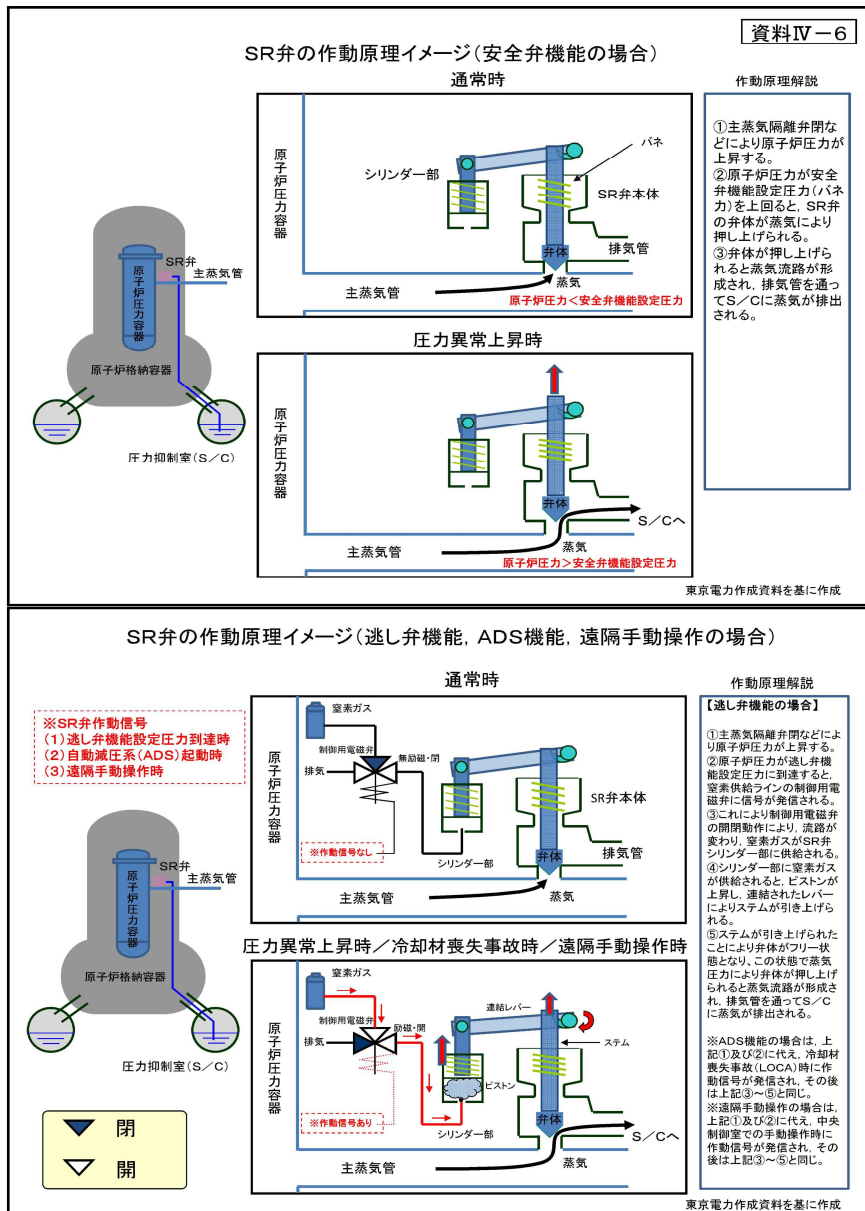 資料Ⅳ－6
SR弁の作動原理イメージ(安全弁機能の場合)
通常時
原子炉圧力容器
シリンダー部
バネ
SR弁本体
弁体
排気管
蒸気
主蒸気管
原子炉圧力＜安全弁機能設定圧力
作動原理解説
①主蒸気隔離弁閉な
どにより原子炉圧力が
上昇する。
②原子炉圧力が安全
弁機能設定圧力(バネ
力)を上回ると，SR弁
の弁体が蒸気により
押し上げられる。
③弁体が押し上げら
れると蒸気流路が形
成され，排気管を通っ
てS／Cに蒸気が排出
される。
SR弁
主蒸気管
原子炉圧力容器
原子炉格納容器
圧力抑制室(S／C)
圧力異常上昇時
原子炉圧力容器
弁体
S／Cへ
主蒸気管
蒸気
原子炉圧力＞安全弁機能設定圧力
東京電力作成資料を基に作成
SR弁の作動原理イメージ(逃し弁機能，ADS機能，遠隔手動操作の場合)
※SR弁作動信号
(1)逃し弁機能設定圧力到達時
(2)自動減圧系(ADS)起動時
(3)遠隔手動操作時
SR弁
主蒸気管
原子炉圧力容器
原子炉格納容器
圧力抑制室(S／C)
閉
開
通常時
原子炉圧力容器
窒素ガス
制御用電磁弁
無励磁・閉
排気
※作動信号なし
シリンダー部
SR弁本体
弁体
排気管
蒸気
主蒸気管
圧力異常上昇時／冷却材喪失事故時／遠隔手動操作時
原子炉圧力容器
窒素ガス
制御用電磁弁
励磁・開
排気
連結レバー
ステム
ピストン
※作動信号あり
シリンダー部
弁体
S／Cへ
主蒸気管
蒸気
作動原理解説
【逃し弁機能の場合】
①主蒸気隔離弁閉などによ
り原子炉圧力が上昇する。
②原子炉圧力が逃し弁機
能設定圧力に到達すると，
窒素供給ラインの制御用電
磁弁に信号が発信される。
③これにより制御用電磁弁
の開閉動作により，流路が
変わり，窒素ガスがSR弁
シリンダー部に供給される。
④シリンダー部に窒素ガス
が供給されると，ピストンが
上昇し，連結されたレバー
によりステムが引き上げら
れる。
⑤ステムが引き上げられた
ことにより弁体がフリー状
態となり、この状態で蒸気
圧力により弁体が押し上げ
られると蒸気流路が形成さ
れ，排気管を通ってS／C
に蒸気が排出される。
※ADS機能の場合は，上
記①及び②に代え，冷却材
喪失事故(LOCA)時に作
動信号が発信され，その後
は上記③～⑤と同じ。
※遠隔手動操作の場合は，
上記①及び②に代え，中央
制御室での手動操作時に
作動信号が発信され，その
後は上記③～⑤と同じ。
東京電力作成資料を基に作成